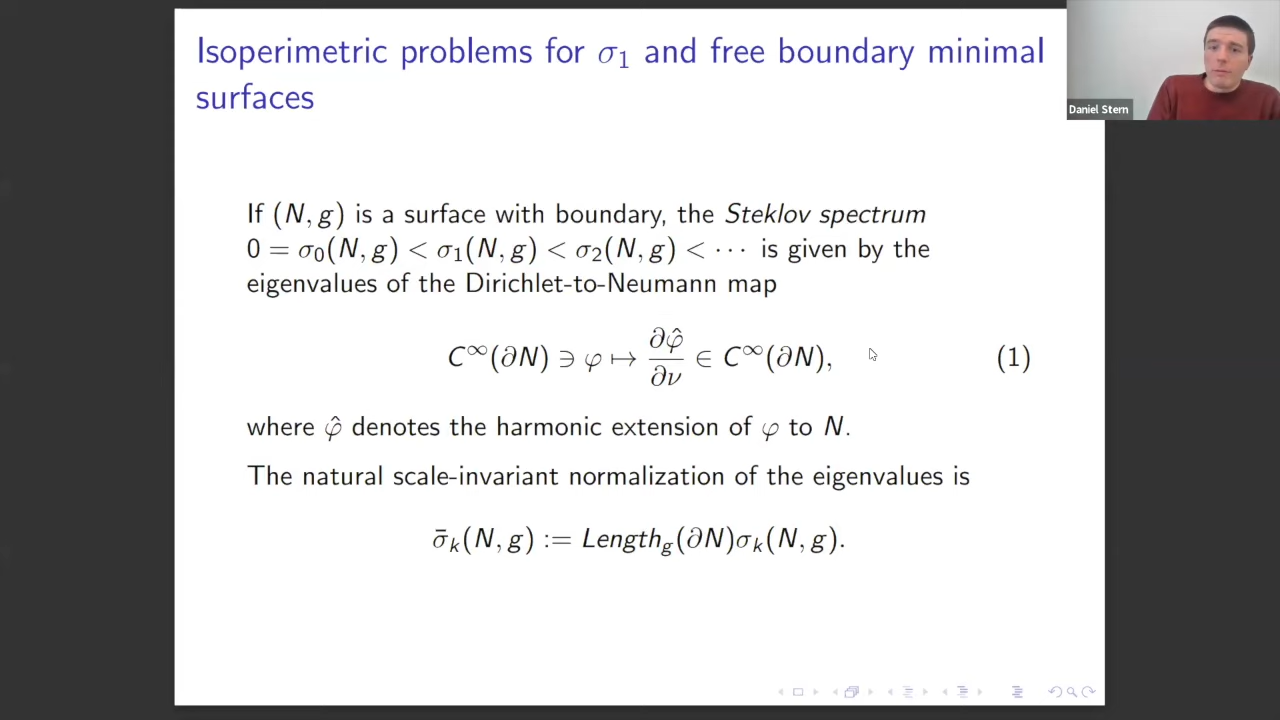 Isoperimetric problems for σ₁ and free boundary minimal
surfaces
Daniel Stern
If (N, g) is a surface with boundary, the Steklov spectrum
0 = σ₀(N, g) < σ₁(N, g) < σ₂(N, g) < ⋯ is given by the
eigenvalues of the Dirichlet-to-Neumann map
C^∞(∂N) ∋ φ ↦ ∂φ̂/∂ν ∈ C^∞(∂N), (1)
where φ̂ denotes the harmonic extension of φ to N.
The natural scale-invariant normalization of the eigenvalues is
σ̄ₖ(N, g) := Length_g(∂N)σₖ(N, g).